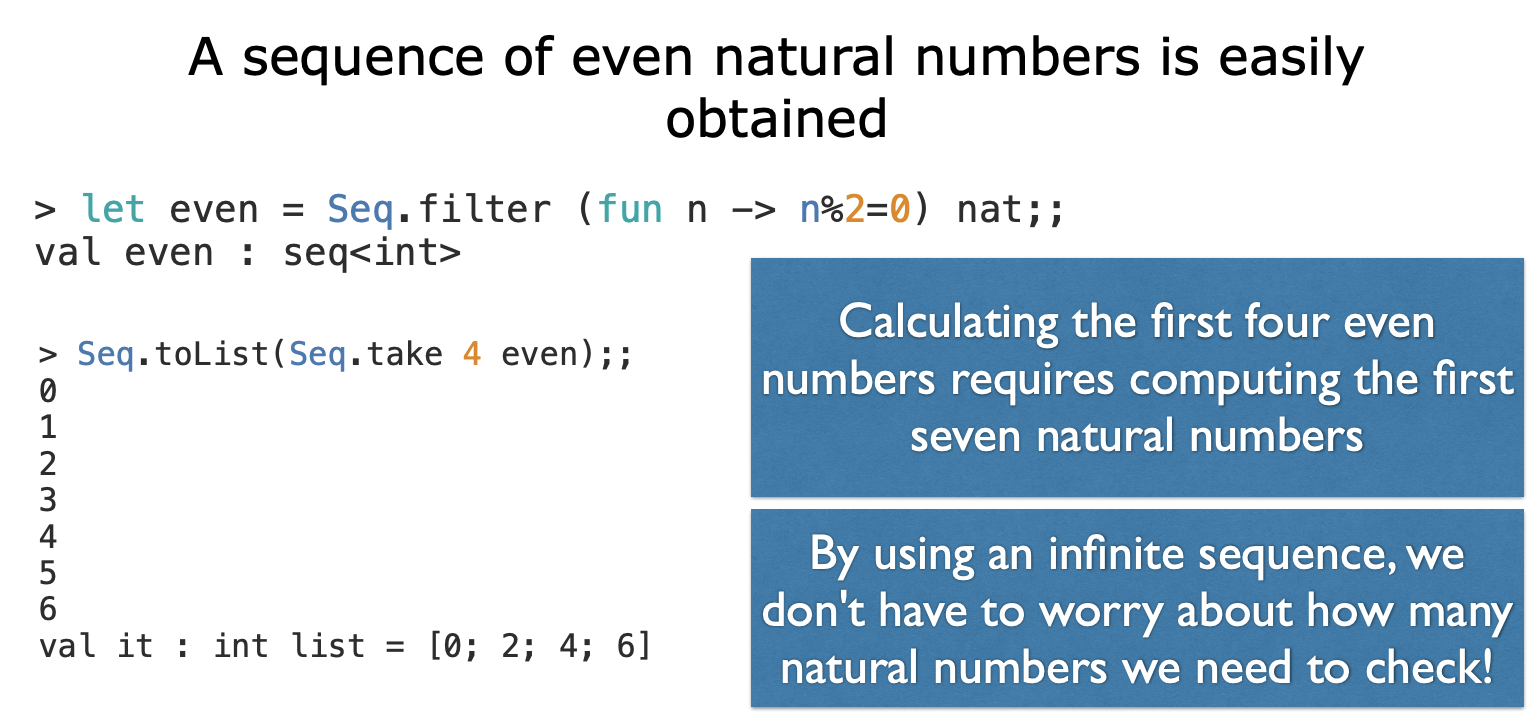 A sequence of even natural numbers is easily
obtained
> let even = Seq.filter (fun n -> n%2=0) nat;;
val even : seq<int>
> Seq.toList(Seq.take 4 even);;
0
1
2
3
4
5
6
val it : int list = [0; 2; 4; 6]
Calculating the first four even
numbers requires computing the first
seven natural numbers
By using an infinite sequence, we
don't have to worry about how many
natural numbers we need to check!